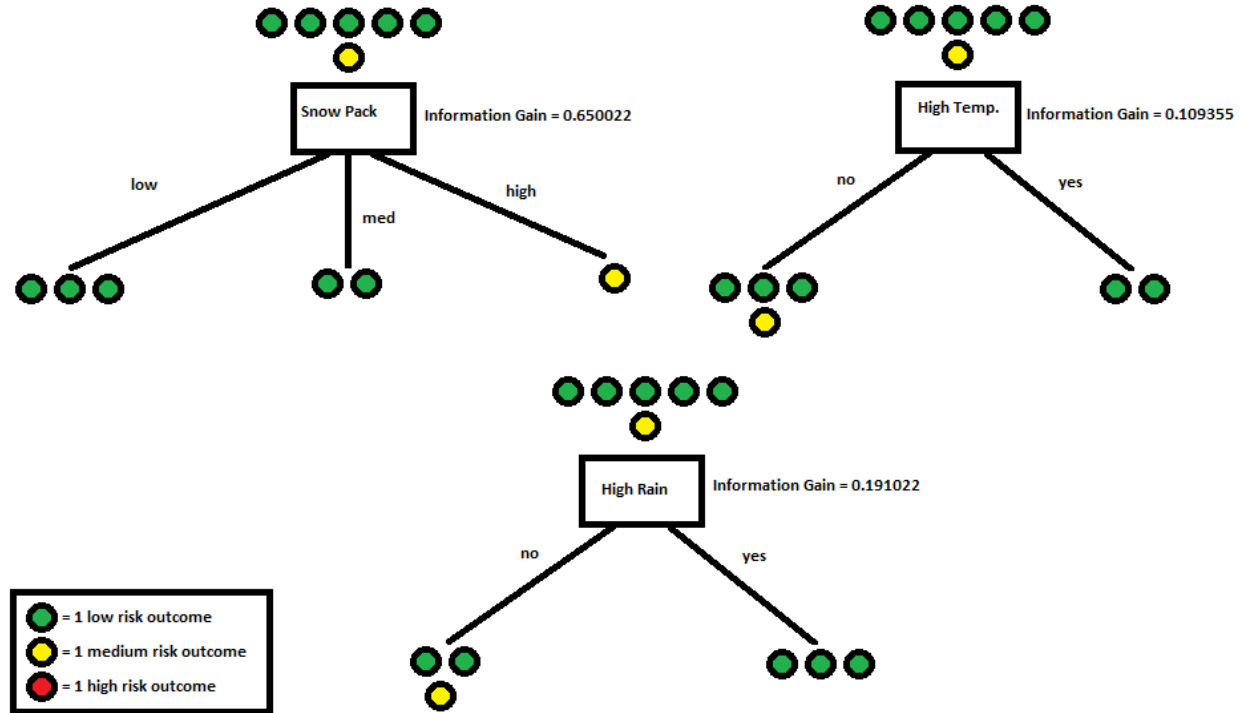 Snow Pack
Information Gain = 0.650022
low
med
high
High Temp.
Information Gain = 0.109355
no
yes
High Rain
Information Gain = 0.191022
no
yes
= 1 low risk outcome
= 1 medium risk outcome
= 1 high risk outcome